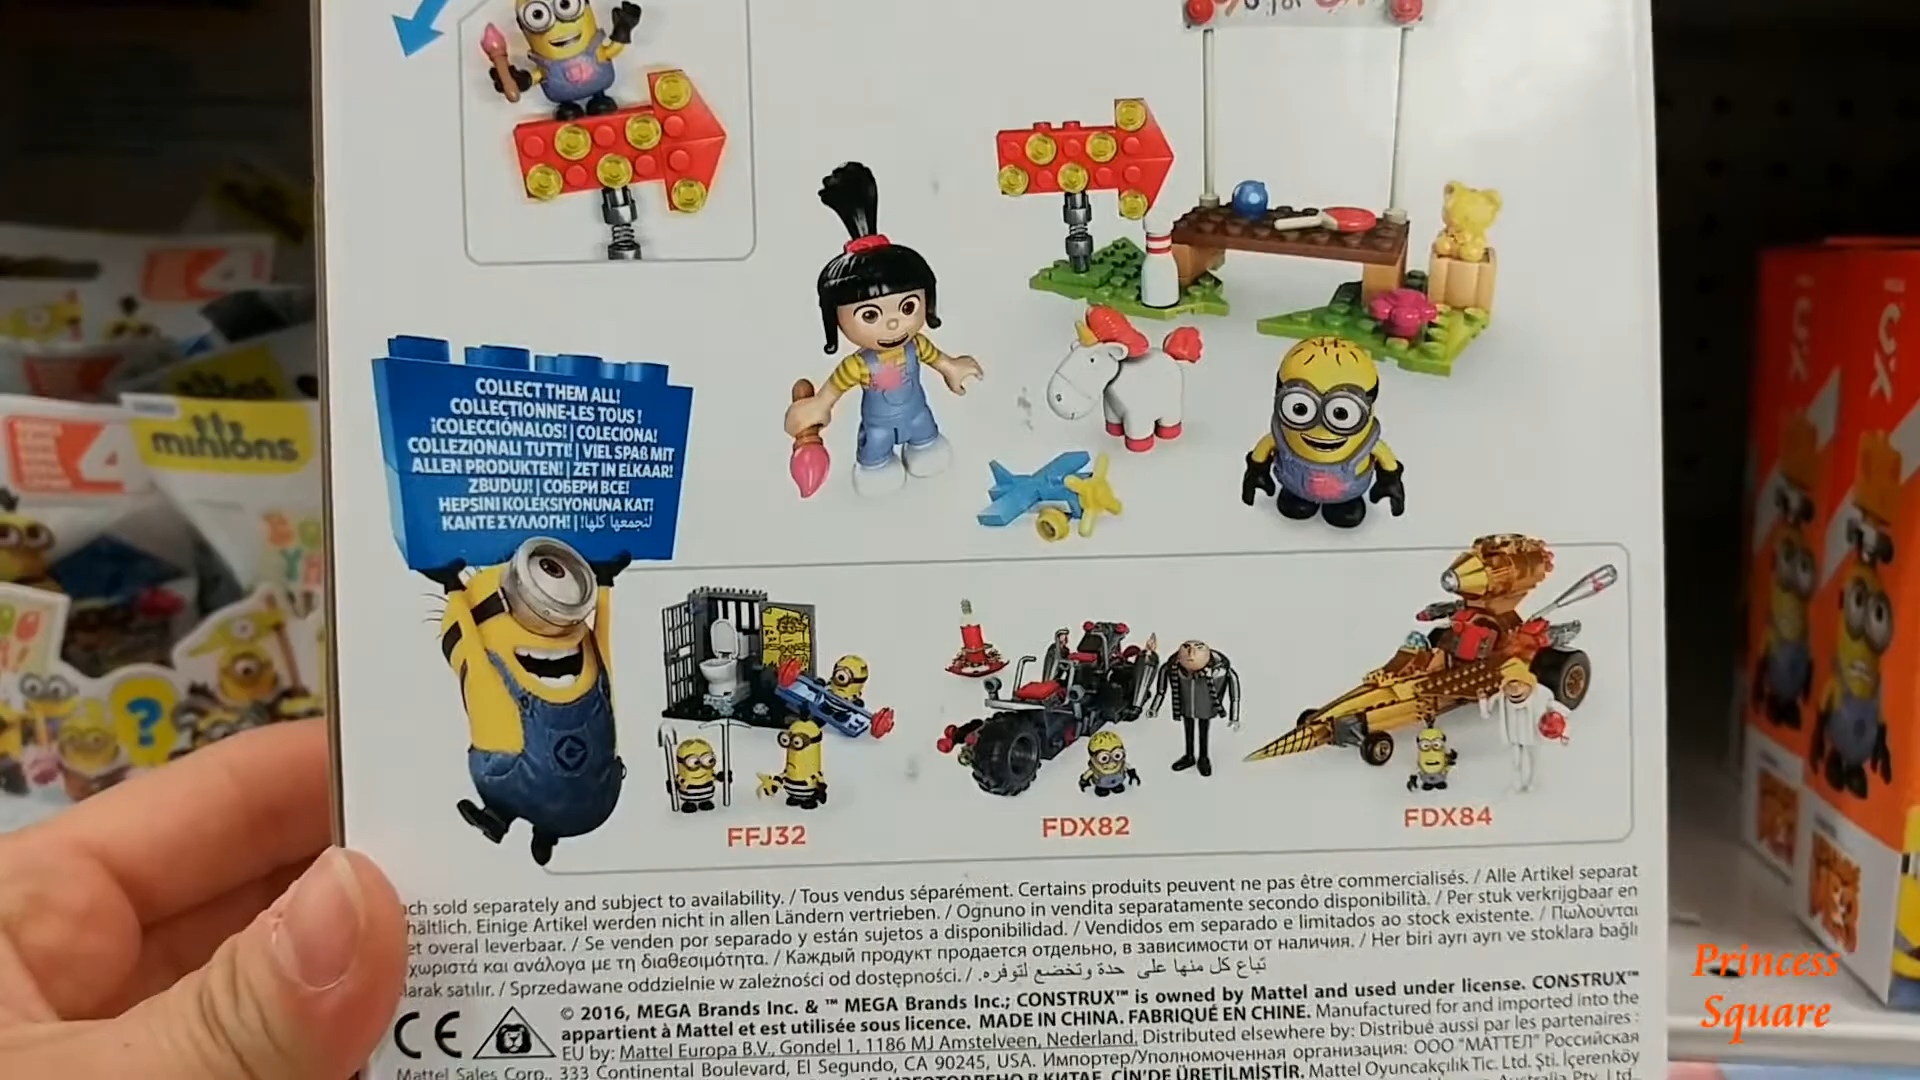 COLLECT THEM ALL!
COLLECTIONNE-LES TOUS !
¡COLECCIÓNALOS! | COLECIONA!
COLLEZIONALI TUTTI! | VIEL SPAß MIT
ALLEN PRODUKTEN! | ZET IN ELKAAR!
ZBUDUJ! | СОБЕРИ ВСЕ!
HEPSINI KOLEKSIYONUNA KAT!
ΚΑΝΤΕ ΣΥΛΛΟΓΗ! | !لنجمعها كلها
4
minions
?
FFJ32
FDX82
FDX84
ch sold separately and subject to availability. / Tous vendus séparément. Certains produits peuvent ne pas être commercialisés. / Alle Artikel separat
hältlich. Einige Artikel werden nicht in allen Ländern vertrieben. / Ognuno in vendita separatamente secondo disponibilità. / Per stuk verkrijgbaar en
et overal leverbaar. / Se venden por separado y están sujetos a disponibilidad. / Vendidos em separado e limitados ao stock existente. / Πωλούνται
χωριστά και ανάλογα με τη διαθεσιμότητα. / Каждый продукт продается отдельно, в зависимости от наличия. / Her biri ayrı ayrı ve stoklara bağlı
larak satılır. / Sprzedawane oddzielnie w zależności od dostępności. / .تباع كل منها على حدة وتخضع لتوفره
© 2016, MEGA Brands Inc. & ™ MEGA Brands Inc.; CONSTRUX™ is owned by Mattel and used under license. CONSTRUX™
appartient à Mattel et est utilisée sous licence. MADE IN CHINA. FABRIQUÉ EN CHINE. Manufactured for and imported into the
EU by: Mattel Europa B.V., Gondel 1, 1186 MJ Amstelveen, Nederland. Distributed elsewhere by: Distribué aussi par les partenaires :
Mattel Sales Corp., 333 Continental Boulevard, El Segundo, CA 90245, USA. Импортер/Уполномоченная организация: ООО "МАТТЕЛ" Российская
ИЗГОТОВЛЕНО В КИТАЕ. ÇİN'DE ÜRETİLMİŞTİR. Mattel Oyuncakçılık Tic. Ltd. Şti. İçerenköy
CE
Princess
Square